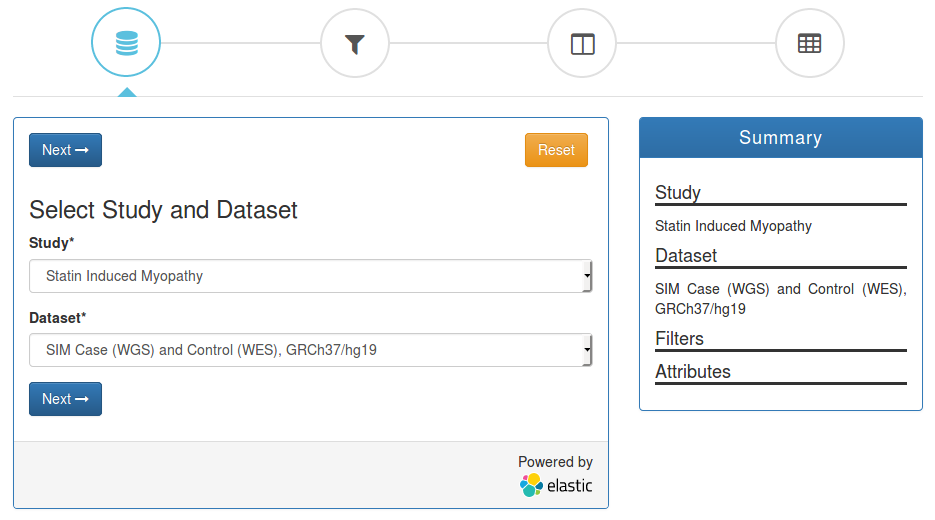 Next →
Reset
Select Study and Dataset
Study*
Statin Induced Myopathy
Dataset*
SIM Case (WGS) and Control (WES), GRCh37/hg19
Next →
Powered by
elastic
Summary
Study
Statin Induced Myopathy
Dataset
SIM Case (WGS) and Control (WES),
GRCh37/hg19
Filters
Attributes